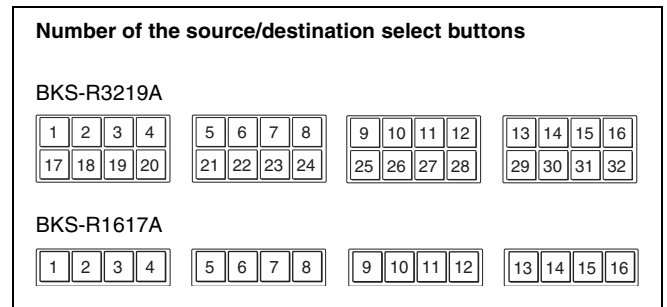 Number of the source/destination select buttons
BKS-R3219A
1 2 3 4 5 6 7 8 9 10 11 12 13 14 15 16
17 18 19 20 21 22 23 24 25 26 27 28 29 30 31 32
BKS-R1617A
1 2 3 4 5 6 7 8 9 10 11 12 13 14 15 16